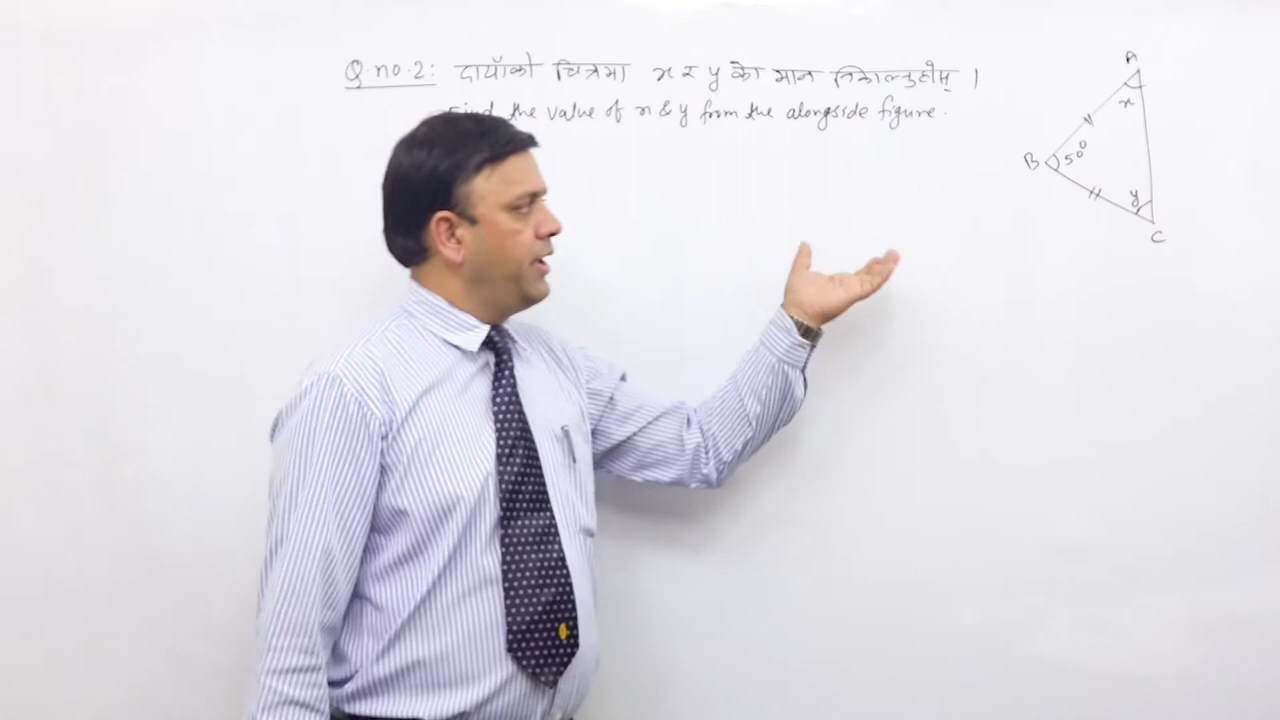 Q.no.2: दायाँको चित्रमा x र y को मान निकाल्नुहोस् ।
Find the value of x & y from the alongside figure.
A
x
B 50°
y
C